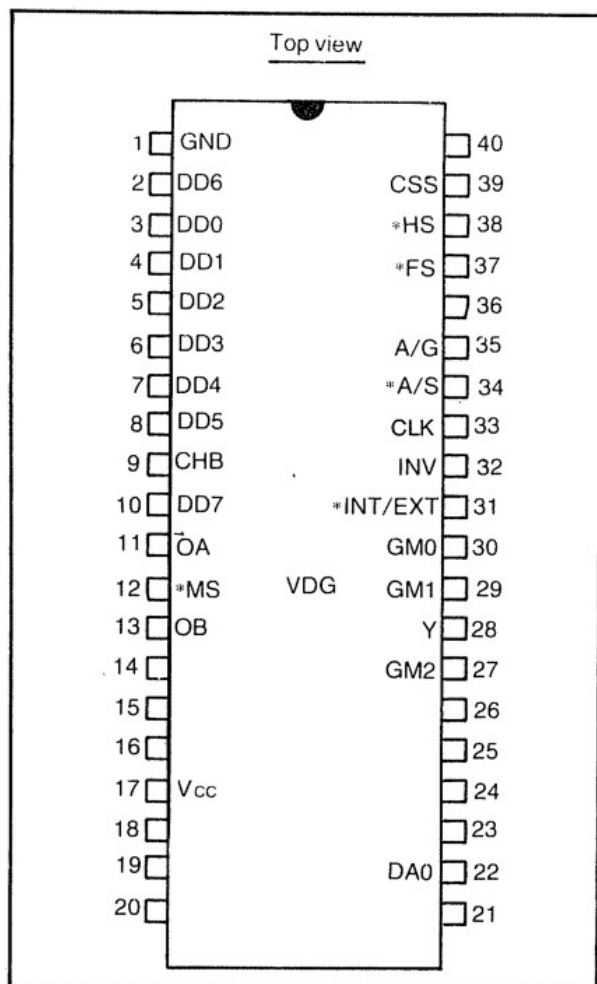 Top view
1 GND
2 DD6
3 DD0
4 DD1
5 DD2
6 DD3
7 DD4
8 DD5
9 CHB
10 DD7
11 OA
12 *MS
13 OB
14
15
16
17 Vcc
18
19
20
VDG
40
CSS 39
*HS 38
*FS 37
36
A/G 35
*A/S 34
CLK 33
INV 32
*INT/EXT 31
GM0 30
GM1 29
Y 28
GM2 27
26
25
24
23
DA0 22
21